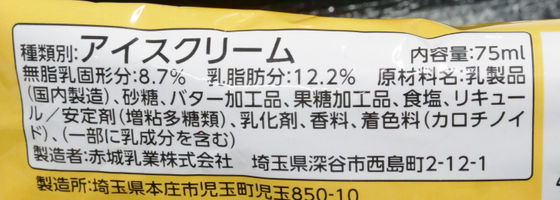 種類別:アイスクリーム 内容量:75ml
無脂乳固形分:8.7% 乳脂肪分:12.2% 原材料名:乳製品
(国内製造)、砂糖、バター加工品、果糖加工品、食塩、リキュー
ル/安定剤(増粘多糖類)、乳化剤、香料、着色料(カロチノイ
ド)、(一部に乳成分を含む)
製造者:赤城乳業株式会社 埼玉県深谷市西島町2-12-1
製造所:埼玉県本庄市児玉町児玉850-10